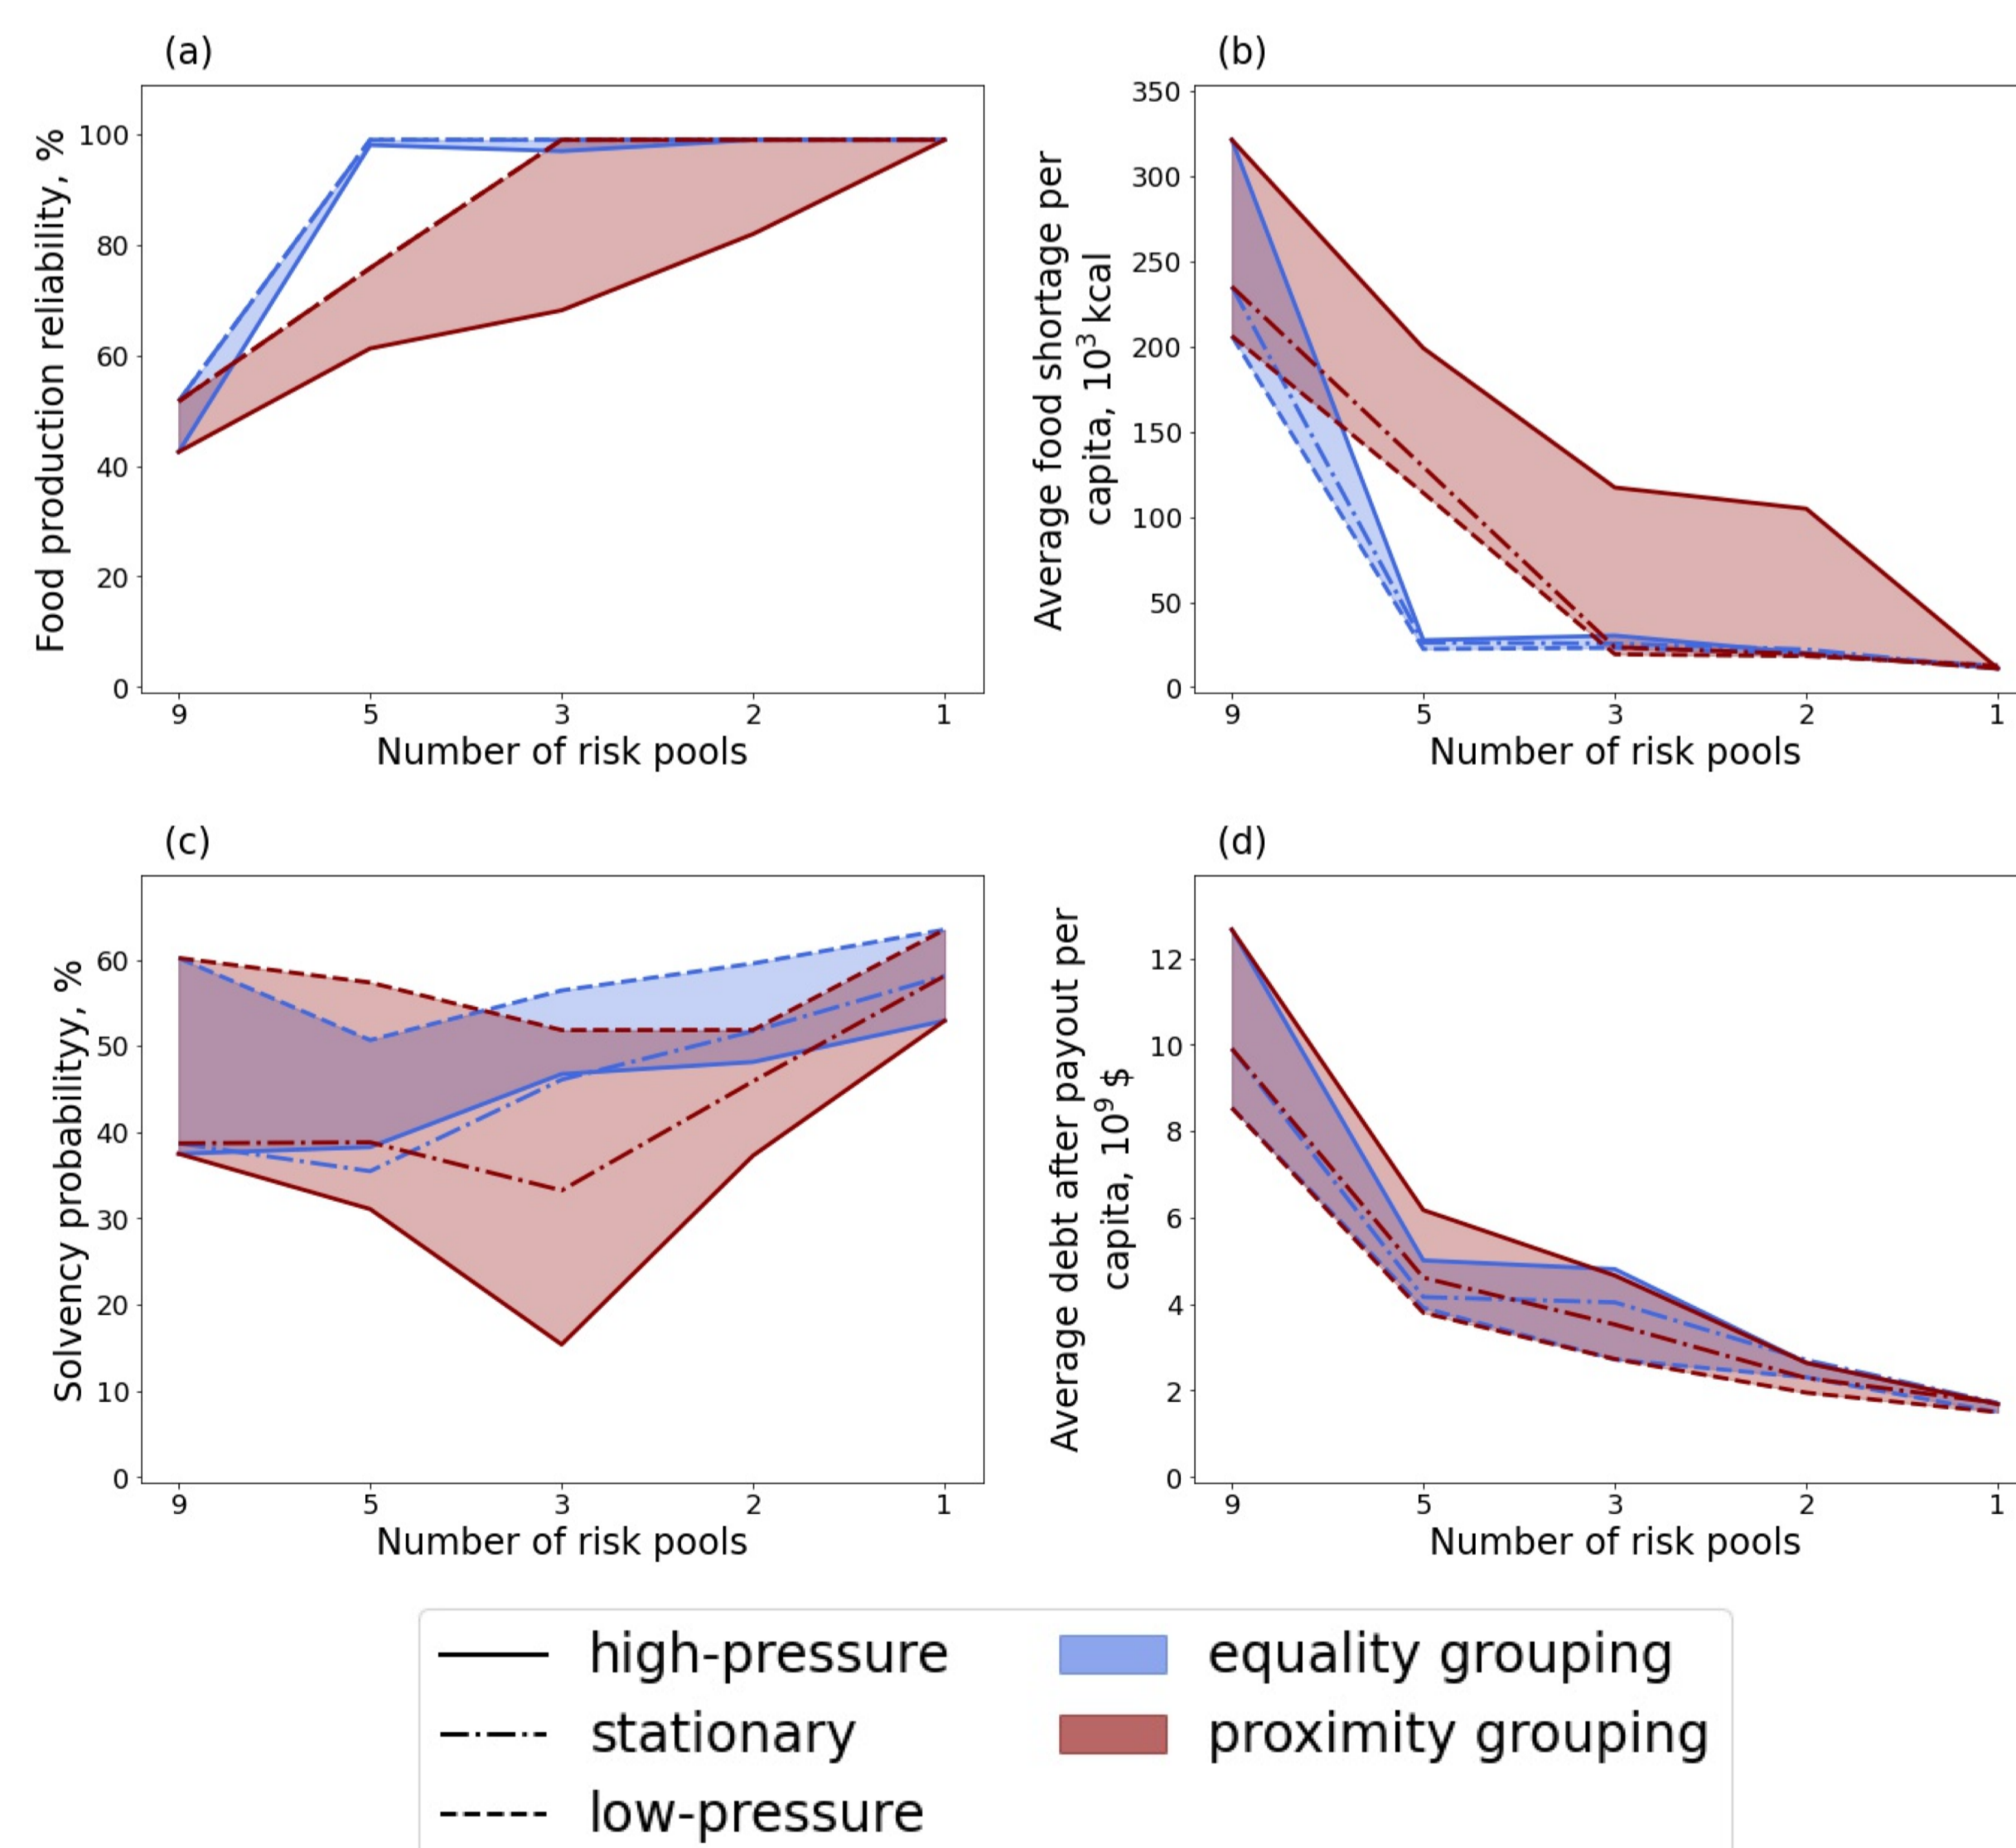 (a)
Food production reliability, %
100
80
60
40
20
0
9 5 3 2 1
Number of risk pools
(b)
Average food shortage per
capita, 10³ kcal
350
300
250
200
150
100
50
0
9 5 3 2 1
Number of risk pools
(c)
Solvency probabilityy, %
60
50
40
30
20
10
0
9 5 3 2 1
Number of risk pools
(d)
Average debt after payout per
capita, 10⁹ $
12
10
8
6
4
2
0
9 5 3 2 1
Number of risk pools
high-pressure
stationary
low-pressure
equality grouping
proximity grouping